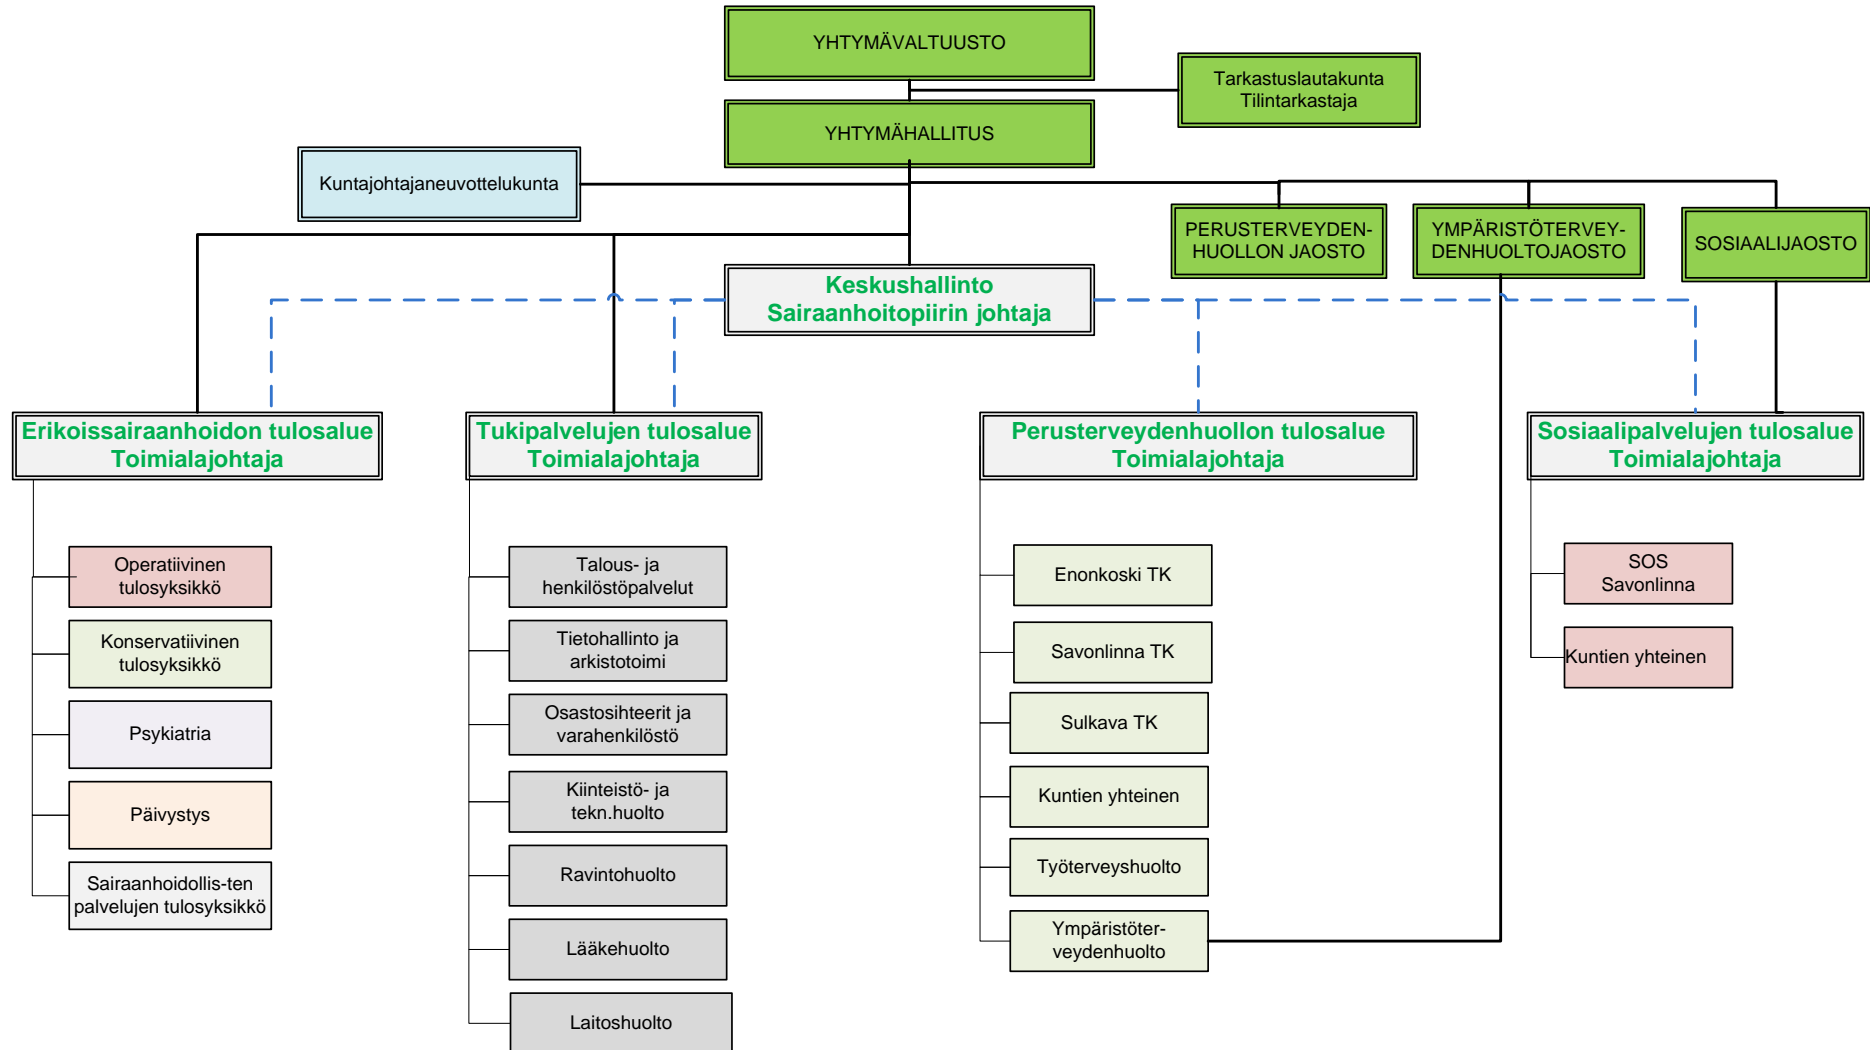 YHTYMÄVALTUUSTO
Tarkastuslautakunta
Tilintarkastaja
YHTYMÄHALLITUS
Kuntajohtajaneuvottelukunta
PERUSTERVEYDEN-
HUOLLON JAOSTO
YMPÄRISTÖTERVEY-
DENHUOLTOJAOSTO
SOSIAALIJAOSTO
Keskushallinto
Sairaanhoitopiirin johtaja
Erikoissairaanhoidon tulosalue
Toimialajohtaja
Tukipalvelujen tulosalue
Toimialajohtaja
Perusterveydenhuollon tulosalue
Toimialajohtaja
Sosiaalipalvelujen tulosalue
Toimialajohtaja
Operatiivinen
tulosyksikkö
Konservatiivinen
tulosyksikkö
Psykiatria
Päivystys
Sairaanhoidollis-ten
palvelujen tulosyksikkö
Talous- ja
henkilöstöpalvelut
Tietohallinto ja
arkistotoimi
Osastosihteerit ja
varahenkilöstö
Kiinteistö- ja
tekn.huolto
Ravintohuolto
Lääkehuolto
Laitoshuolto
Enonkoski TK
Savonlinna TK
Sulkava TK
Kuntien yhteinen
Työterveyshuolto
Ympäristöter-
veydenhuolto
SOS
Savonlinna
Kuntien yhteinen